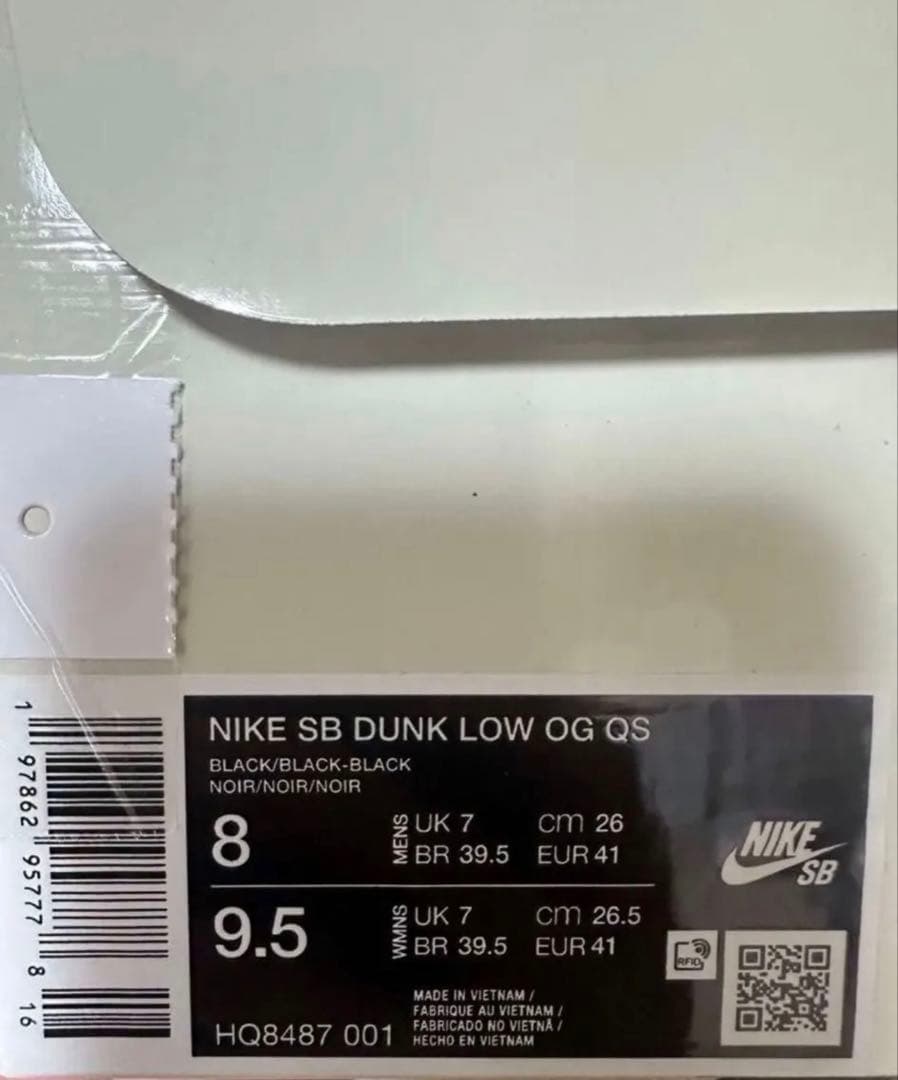 NIKE SB DUNK LOW OG QS
BLACK/BLACK-BLACK
NOIR/NOIR/NOIR
8 MENS UK 7 cm 26
BR 39.5 EUR 41
9.5 WMNS UK 7 cm 26.5
BR 39.5 EUR 41
HQ8487 001
MADE IN VIETNAM /
FABRIQUE AU VIETNAM /
FABRICADO NO VIETNÃ /
HECHO EN VIETNAM
NIKE
SB
RFID
1 97862 95777 8 16